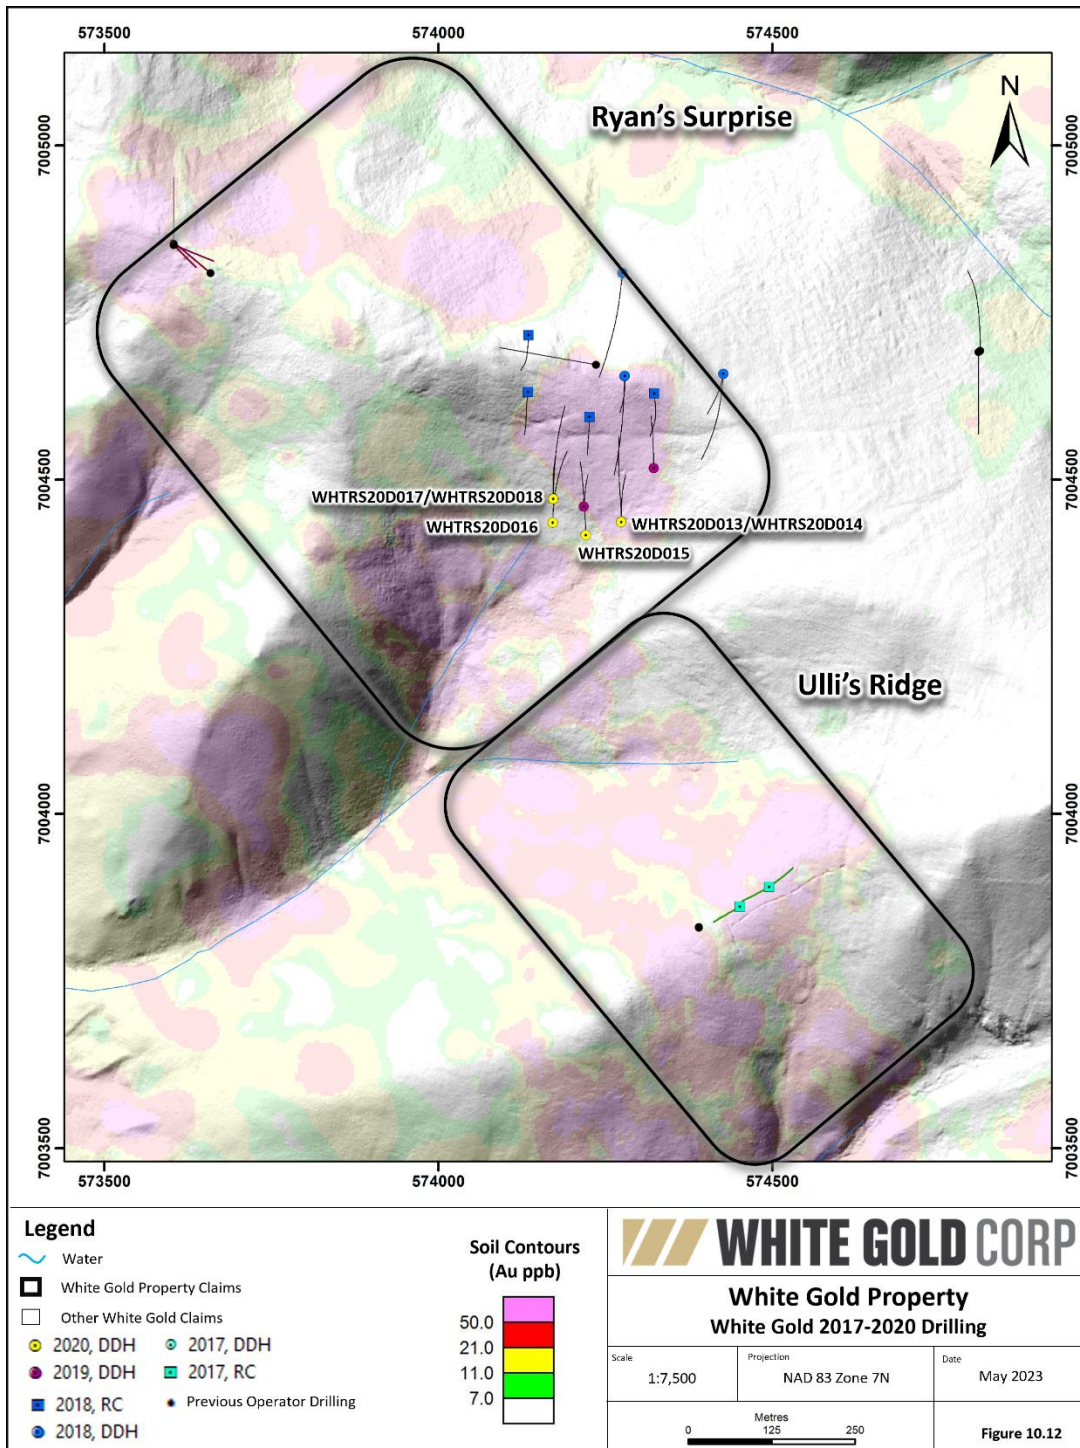 573500 574000 574500
N
Ryan's Surprise
7005000 7005000
7004500 7004500
WHTRS20D017/WHTRS20D018
WHTRS20D016
WHTRS20D013/WHTRS20D014
WHTRS20D015
Ulli's Ridge
7004000 7004000
7003500 7003500
573500 574000 574500
Legend
Water
White Gold Property Claims
Other White Gold Claims
2020, DDH 2017, DDH
2019, DDH 2017, RC
2018, RC Previous Operator Drilling
2018, DDH
Soil Contours
(Au ppb)
50.0
21.0
11.0
7.0
WHITE GOLD CORP
White Gold Property
White Gold 2017-2020 Drilling
Scale Projection Date
1:7,500 NAD 83 Zone 7N May 2023
Metres
0 125 250
Figure 10.12